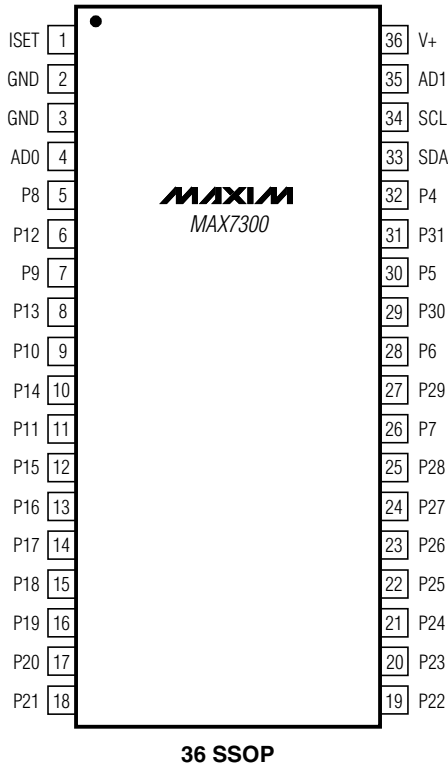 ISET 1
GND 2
GND 3
AD0 4
P8 5
P12 6
P9 7
P13 8
P10 9
P14 10
P11 11
P15 12
P16 13
P17 14
P18 15
P19 16
P20 17
P21 18
MAXIM
MAX7300
36 V+
35 AD1
34 SCL
33 SDA
32 P4
31 P31
30 P5
29 P30
28 P6
27 P29
26 P7
25 P28
24 P27
23 P26
22 P25
21 P24
20 P23
19 P22
36 SSOP